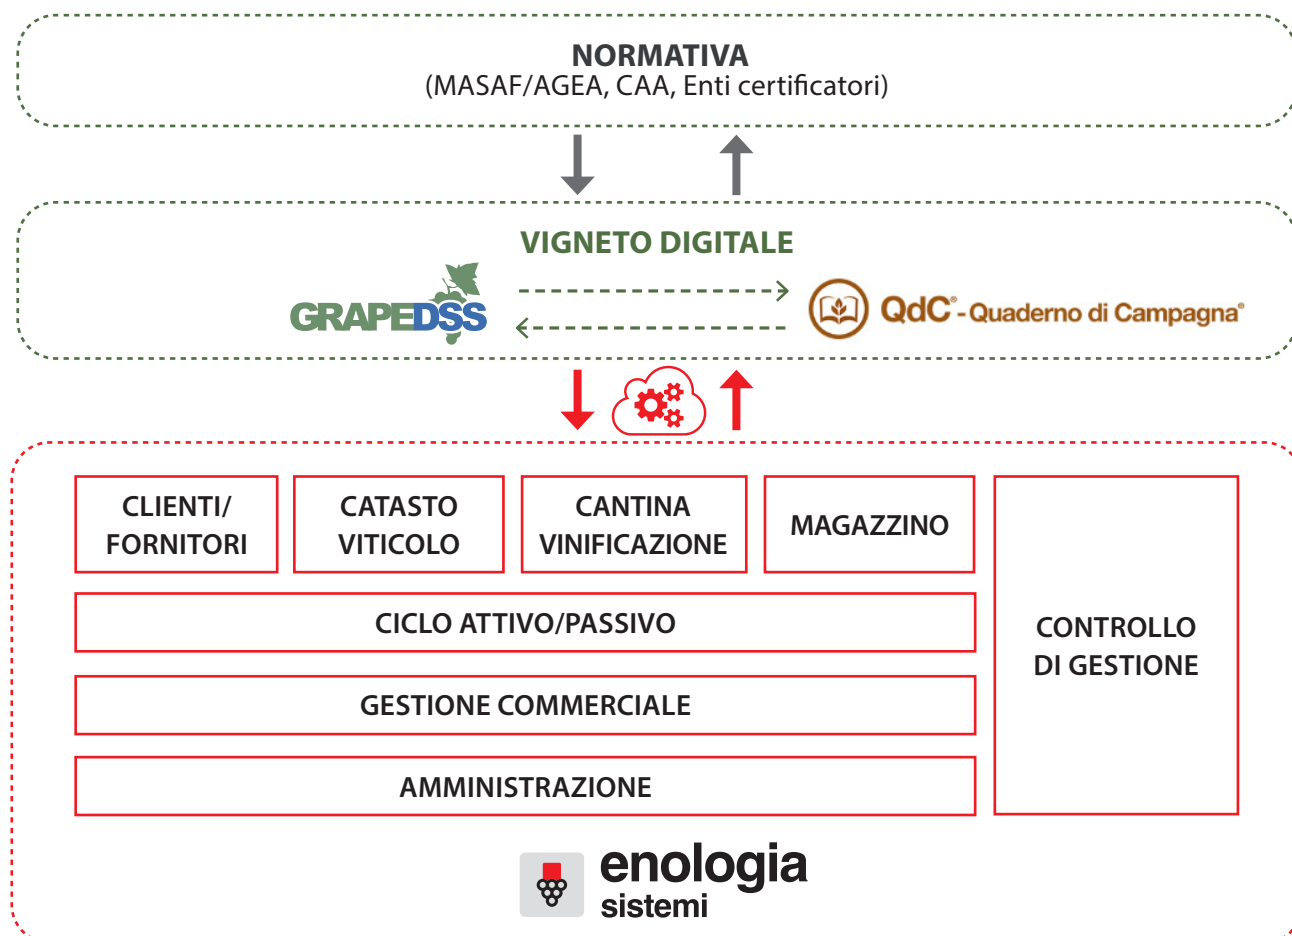 NORMATIVA
(MASAF/AGEA, CAA, Enti certificatori)
VIGNETO DIGITALE
GRAPEDSS
QdC® - Quaderno di Campagna®
CLIENTI/
FORNITORI
CATASTO
VITICOLO
CANTINA
VINIFICAZIONE
MAGAZZINO
CICLO ATTIVO/PASSIVO
GESTIONE COMMERCIALE
AMMINISTRAZIONE
CONTROLLO
DI GESTIONE
enologia
sistemi